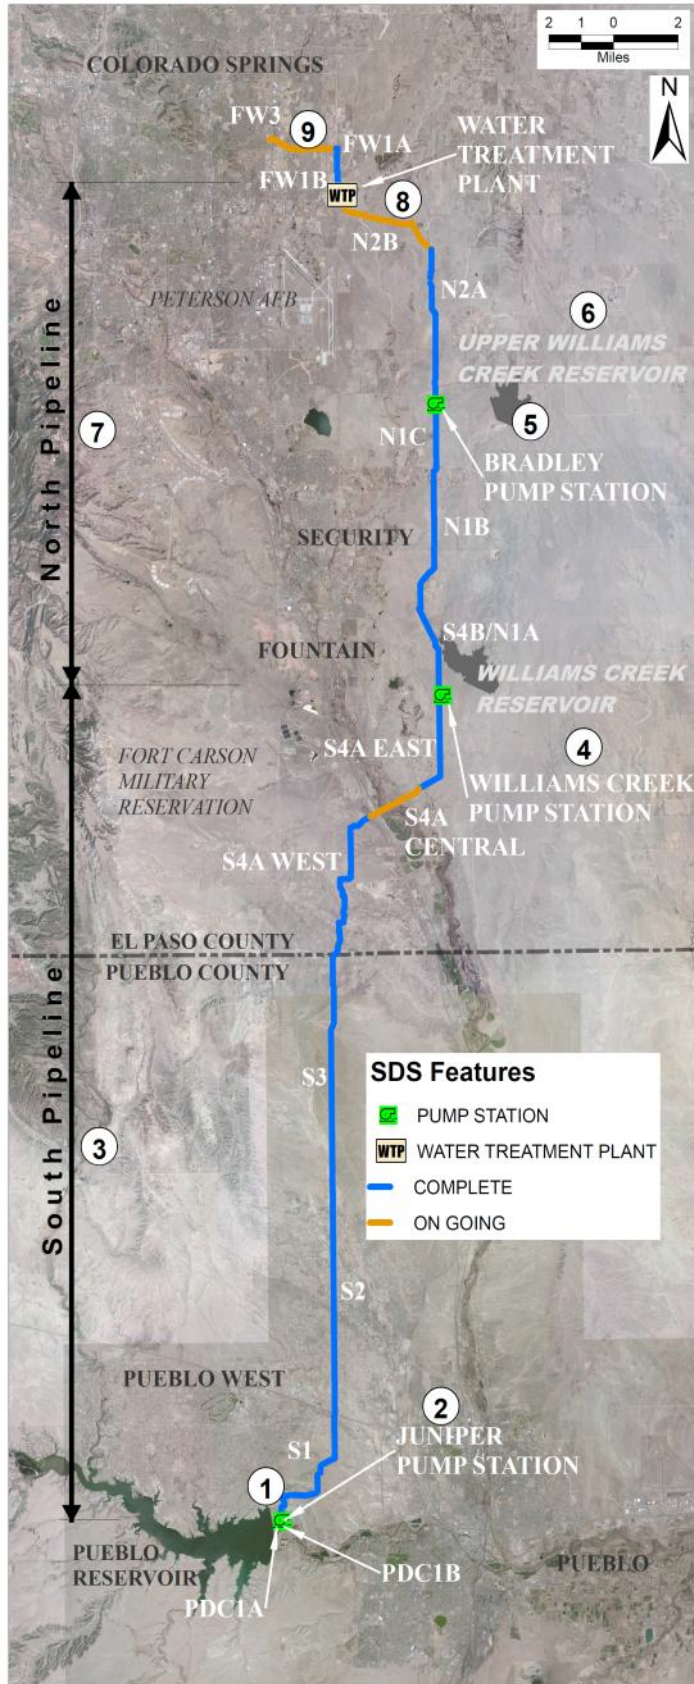 2 1 0 2
Miles
COLORADO SPRINGS
N
FW3
9
FW1A
WATER
TREATMENT
PLANT
FW1B
WTP
8
N2B
N2A
PETERSON AFB
6
UPPER WILLIAMS
CREEK RESERVOIR
5
7
N1C
BRADLEY
PUMP STATION
North Pipeline
SECURITY
N1B
S4B/N1A
FOUNTAIN
WILLIAMS CREEK
RESERVOIR
S4A EAST
4
FORT CARSON
MILITARY
RESERVATION
WILLIAMS CREEK
PUMP STATION
S4A
CENTRAL
S4A WEST
EL PASO COUNTY
PUEBLO COUNTY
South Pipeline
S3
SDS Features
PUMP STATION
WTP WATER TREATMENT PLANT
COMPLETE
ON GOING
3
S2
PUEBLO WEST
2
JUNIPER
PUMP STATION
S1
1
PUEBLO
RESERVOIR
PUEBLO
PDC1B
PDC1A